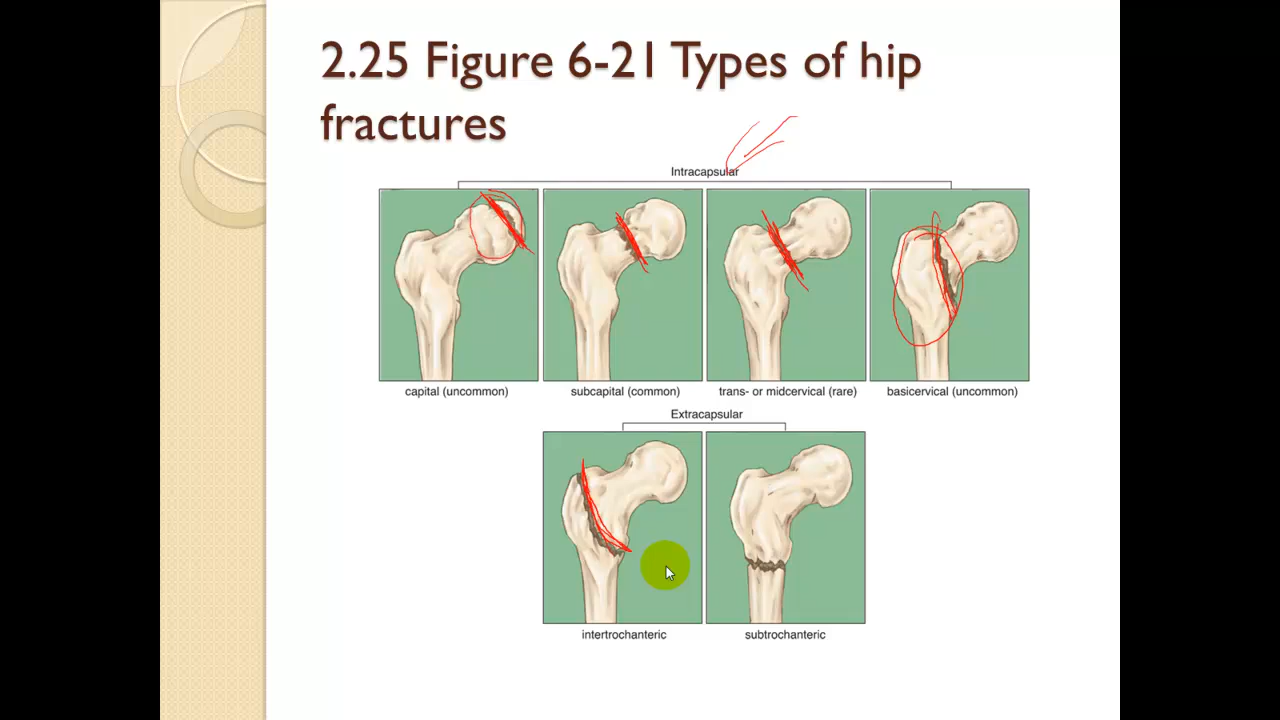 2.25 Figure 6-21 Types of hip
fractures
Intracapsular
capital (uncommon)
subcapital (common)
trans- or midcervical (rare)
basicervical (uncommon)
Extracapsular
intertrochanteric
subtrochanteric